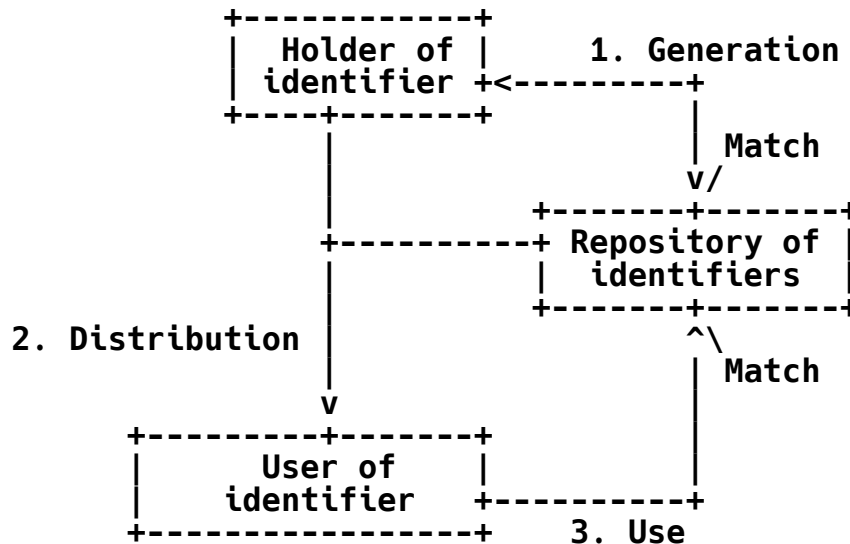 Holder of
identifier
1. Generation
Match
Repository of
identifiers
2. Distribution
Match
User of
identifier
3. Use